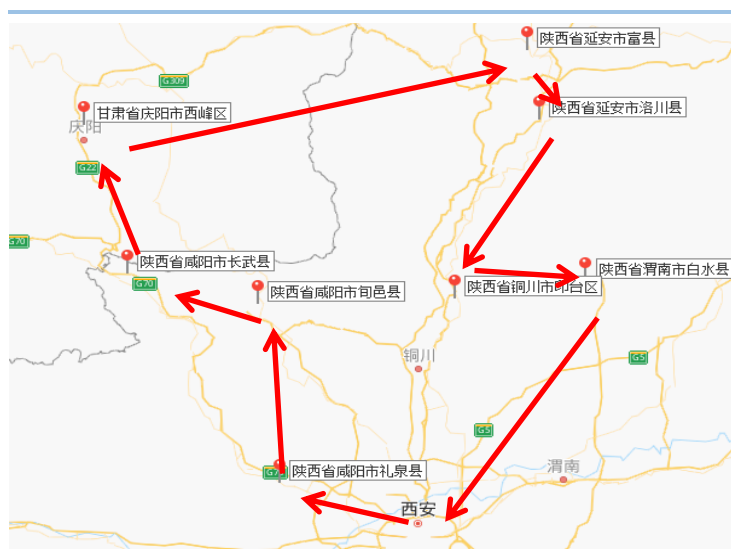 陕西省延安市富县
G309
陕西省延安市洛川县
甘肃省庆阳市西峰区
庆阳
G22
G70
陕西省咸阳市长武县
G70
陕西省咸阳市旬邑县
陕西省渭南市白水县
陕西省铜川市印台区
铜川
G5
G5
渭南
陕西省咸阳市礼泉县
西安